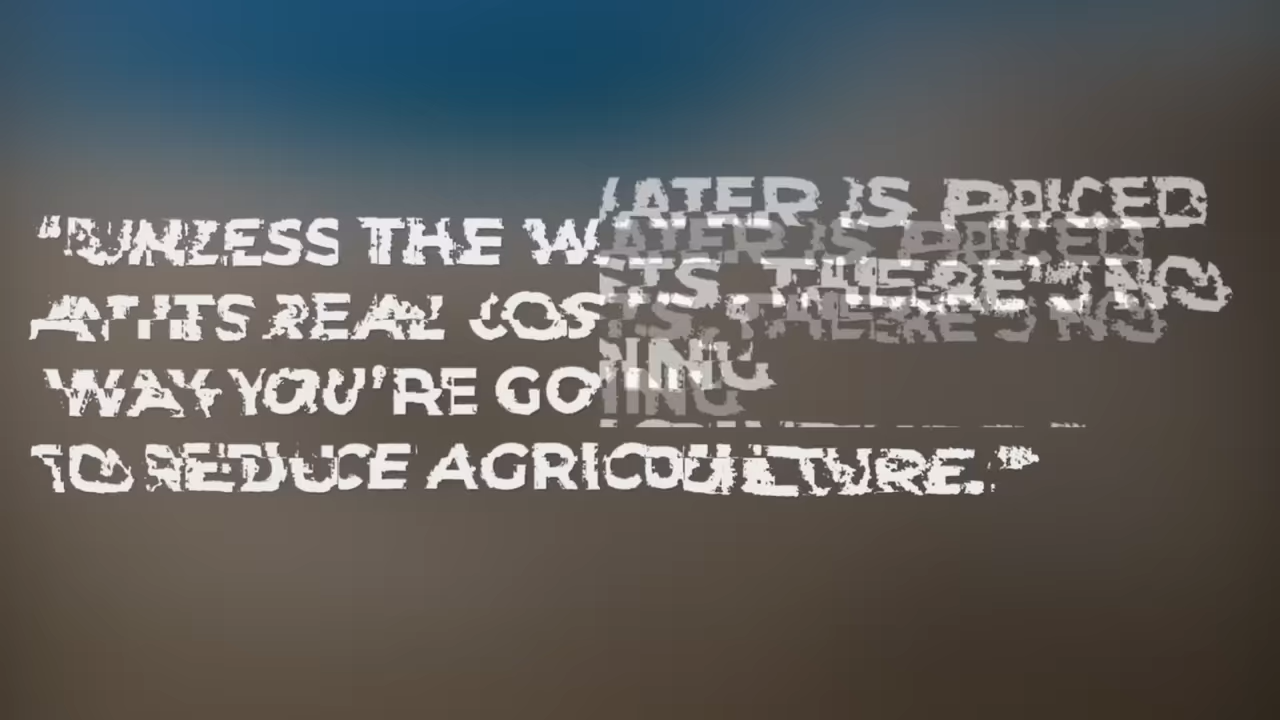 “UNLESS THE WATER IS PRICED
AT ITS REAL COSTS, THERE'S NO
WAY YOU'RE GOING
TO REDUCE AGRICULTURE.”